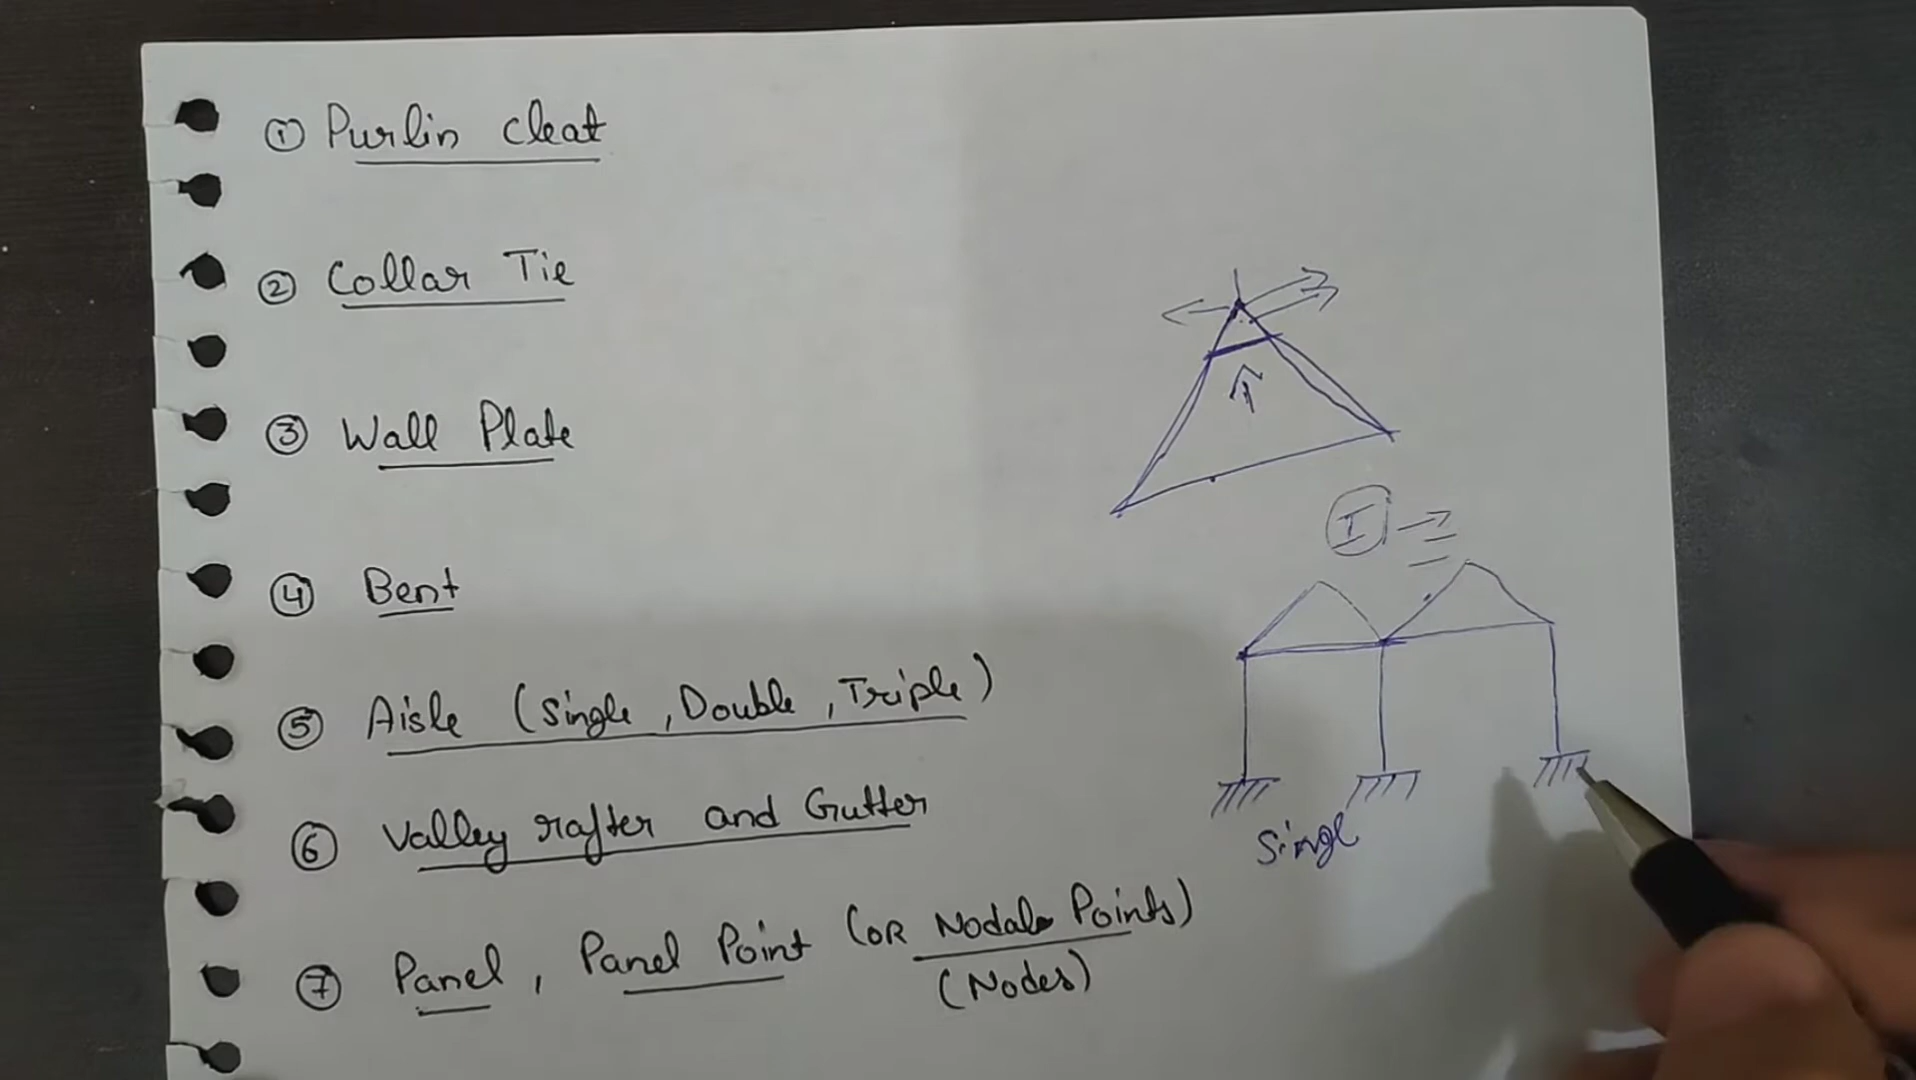 ① Purlin cleat
② Collar Tie
③ Wall Plate
④ Bent
⑤ Aisle (Single, Double, Triple)
⑥ Valley rafter and Gutter
⑦ Panel, Panel Point (OR Nodal Points)
(Nodes)
I
Singl